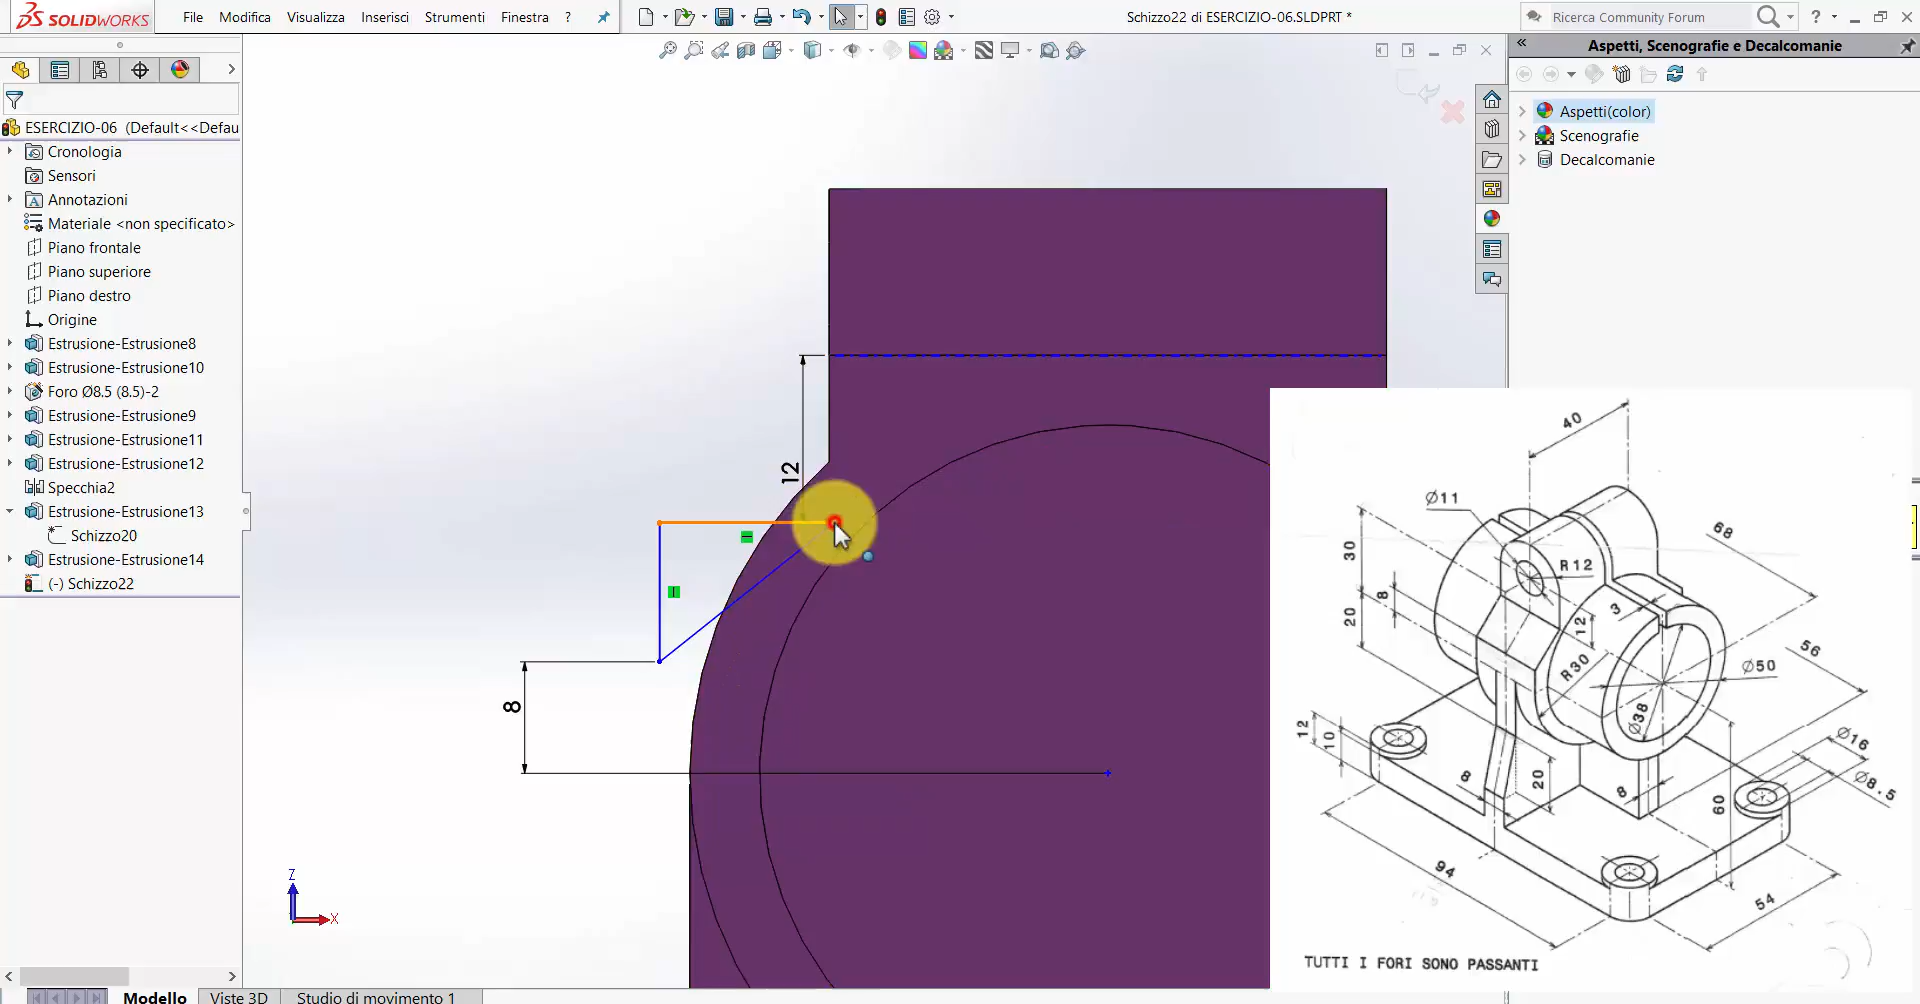 SOLIDWORKS File Modifica Visualizza Inserisci Strumenti Finestra ? Schizzo22 di ESERCIZIO-06.SLDPRT * Ricerca Community Forum ?
Aspetti, Scenografie e Decalcomanie
Aspetti(color)
Scenografie
Decalcomanie
ESERCIZIO-06 (Default<<Defau
Cronologia
Sensori
Annotazioni
Materiale <non specificato>
Piano frontale
Piano superiore
Piano destro
Origine
Estrusione-Estrusione8
Estrusione-Estrusione10
Foro Ø8.5 (8.5)-2
Estrusione-Estrusione9
Estrusione-Estrusione11
Estrusione-Estrusione12
Specchia2
Estrusione-Estrusione13
Schizzo20
Estrusione-Estrusione14
(-) Schizzo22
12
8
Z
X
40
Ø11
68
30
R12
8
3
20
12
56
R30
Ø50
Ø38
12
10
Ø16
8
20
8
Ø8.5
60
94
54
TUTTI I FORI SONO PASSANTI
Modello Viste 3D Studio di movimento 1